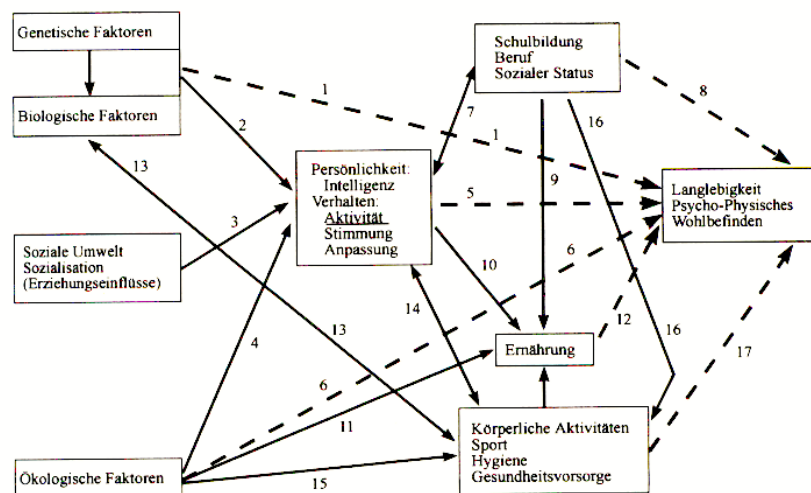 Genetische Faktoren
Biologische Faktoren
Soziale Umwelt
Sozialisation
(Erziehungseinflüsse)
Ökologische Faktoren
Persönlichkeit:
Intelligenz
Verhalten:
Aktivität
Stimmung
Anpassung
Schulbildung
Beruf
Sozialer Status
Ernährung
Körperliche Aktivitäten
Sport
Hygiene
Gesundheitsvorsorge
Langlebigkeit
Psycho-Physisches
Wohlbefinden
1
1
2
3
4
5
6
6
7
8
9
10
11
12
13
13
14
15
16
16
17